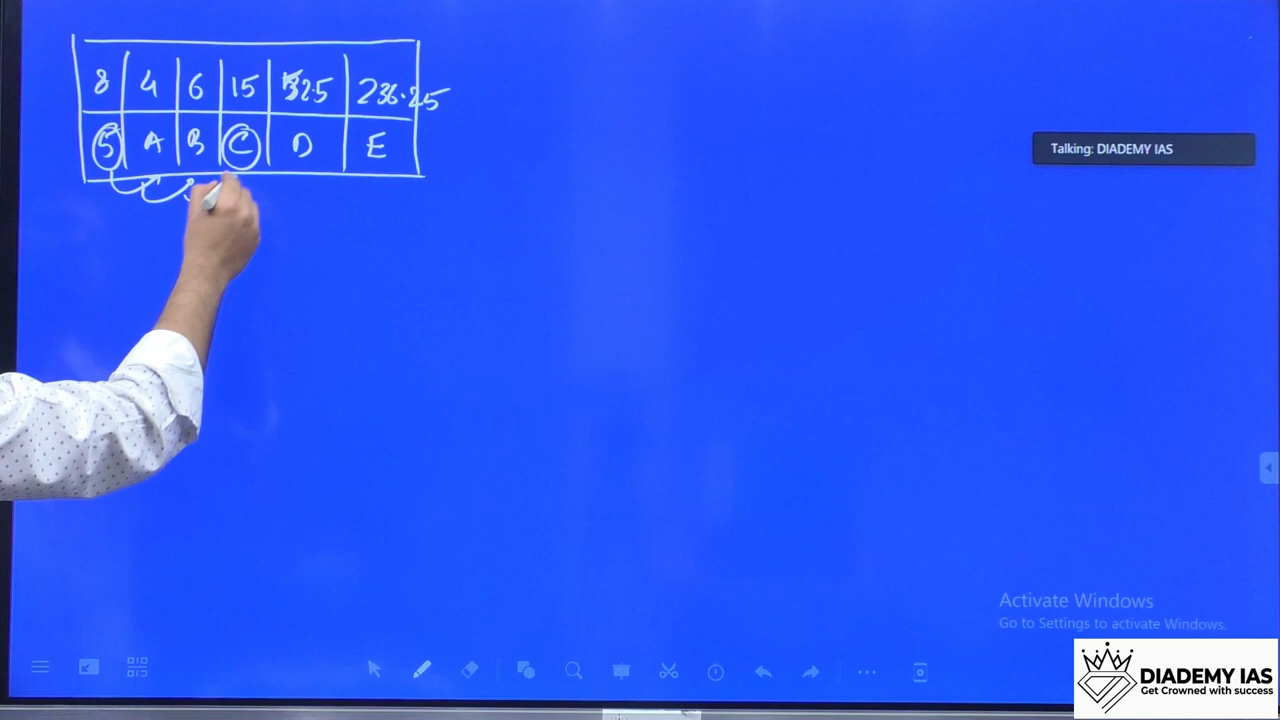 8 4 6 15 52.5 236.25
5 A B C D E
Talking: DIADEMY IAS
Activate Windows
Go to Settings to activate Windows.
DIADEMY IAS
Get Crowned with success